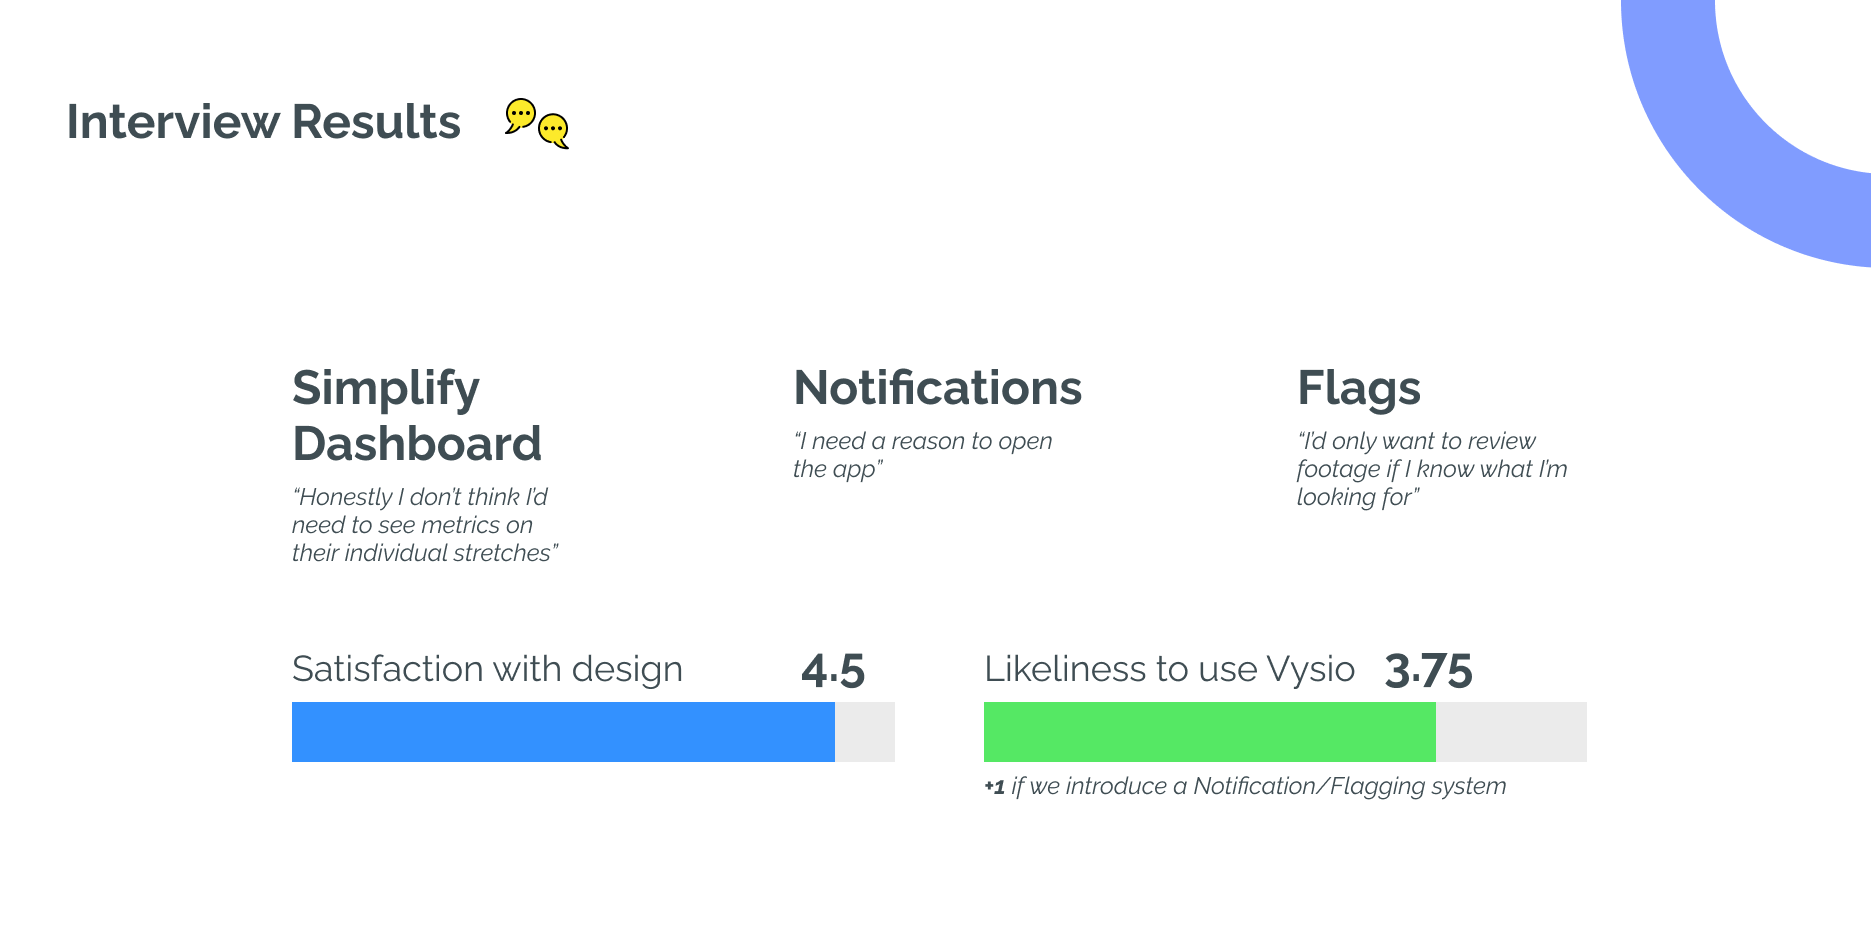 Interview Results
Simplify
Dashboard
“Honestly I don’t think I’d
need to see metrics on
their individual stretches”
Notifications
“I need a reason to open
the app”
Flags
“I’d only want to review
footage if I know what I’m
looking for”
Satisfaction with design 4.5
Likeliness to use Vysio 3.75
+1 if we introduce a Notification/Flagging system